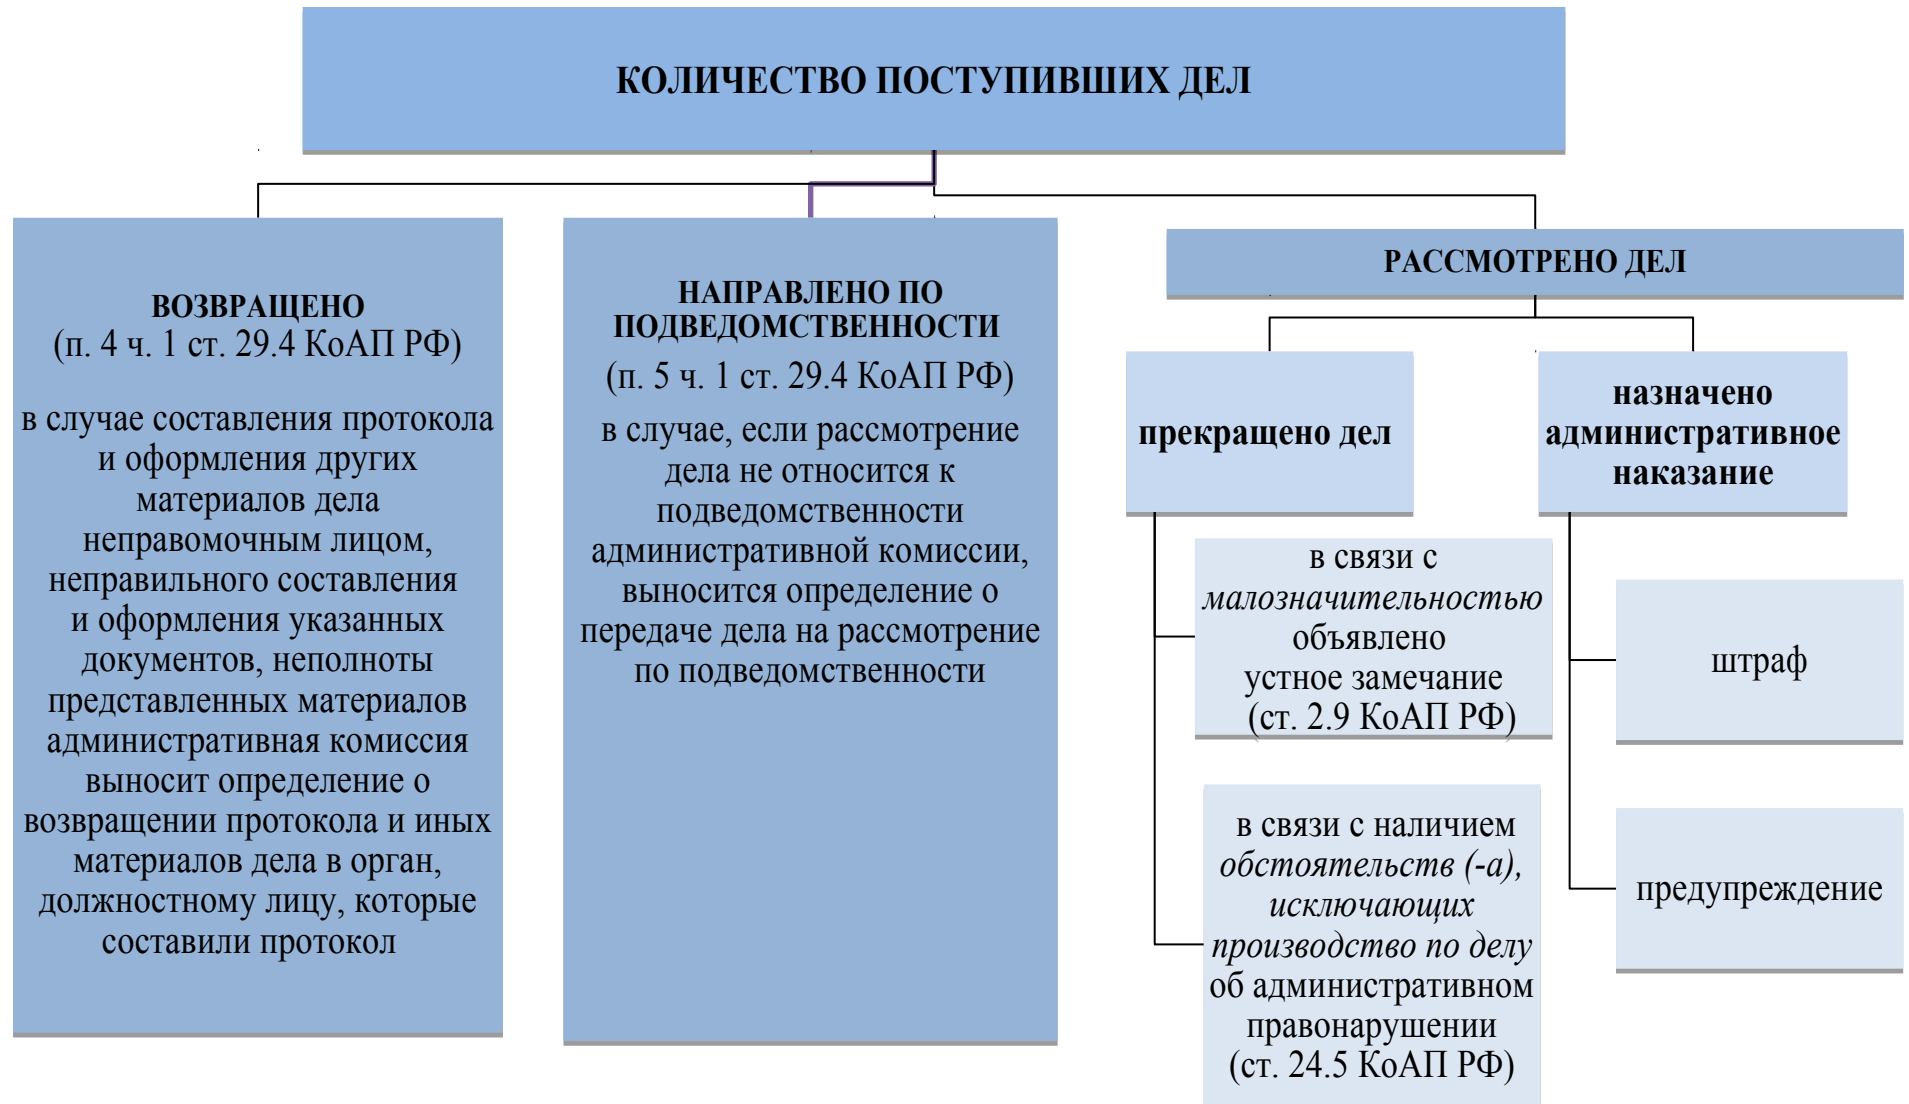 КОЛИЧЕСТВО ПОСТУПИВШИХ ДЕЛ
ВОЗВРАЩЕНО
(п. 4 ч. 1 ст. 29.4 КоАП РФ)
в случае составления протокола
и оформления других
материалов дела
неправомочным лицом,
неправильного составления
и оформления указанных
документов, неполноты
представленных материалов
административная комиссия
выносит определение о
возвращении протокола и иных
материалов дела в орган,
должностному лицу, которые
составили протокол
НАПРАВЛЕНО ПО
ПОДВЕДОМСТВЕННОСТИ
(п. 5 ч. 1 ст. 29.4 КоАП РФ)
в случае, если рассмотрение
дела не относится к
подведомственности
административной комиссии,
выносится определение о
передаче дела на рассмотрение
по подведомственности
РАССМОТРЕНО ДЕЛ
прекращено дел
в связи с
малозначительностью
объявлено
устное замечание
(ст. 2.9 КоАП РФ)
в связи с наличием
обстоятельств (-а),
исключающих
производство по делу
об административном
правонарушении
(ст. 24.5 КоАП РФ)
назначено
административное
наказание
штраф
предупреждение